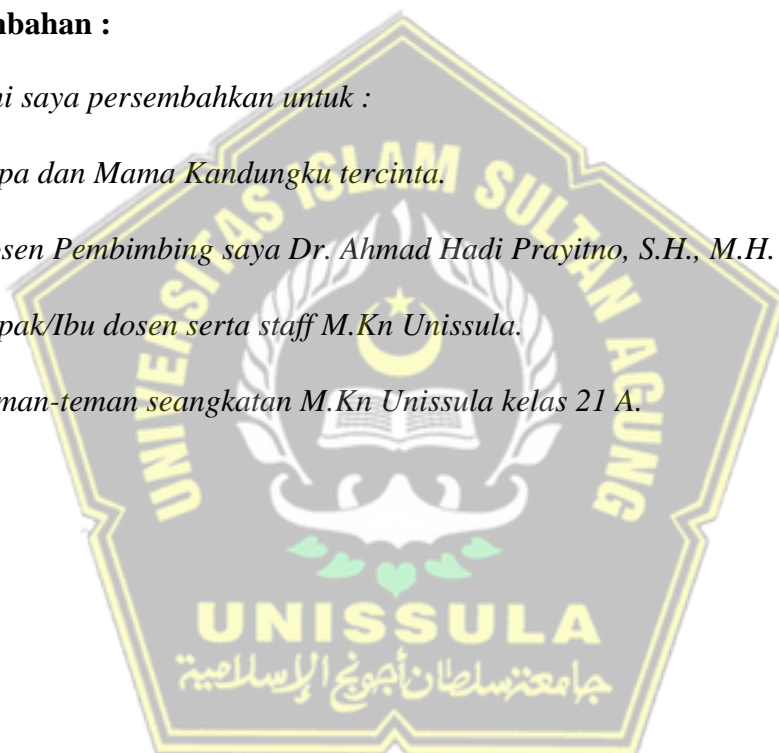 nbahan :
ni saya persembahkan untuk :
pa dan Mama Kandungku tercinta.
osen Pembimbing saya Dr. Ahmad Hadi Prayitno, S.H., M.H.
pak/Ibu dosen serta staff M.Kn Unissula.
man-teman seangkatan M.Kn Unissula kelas 21 A.
UNIVERSITAS ISLAM SULTAN AGUNG
UNISSULA
جامعة سلطان أجونج الإسلامية